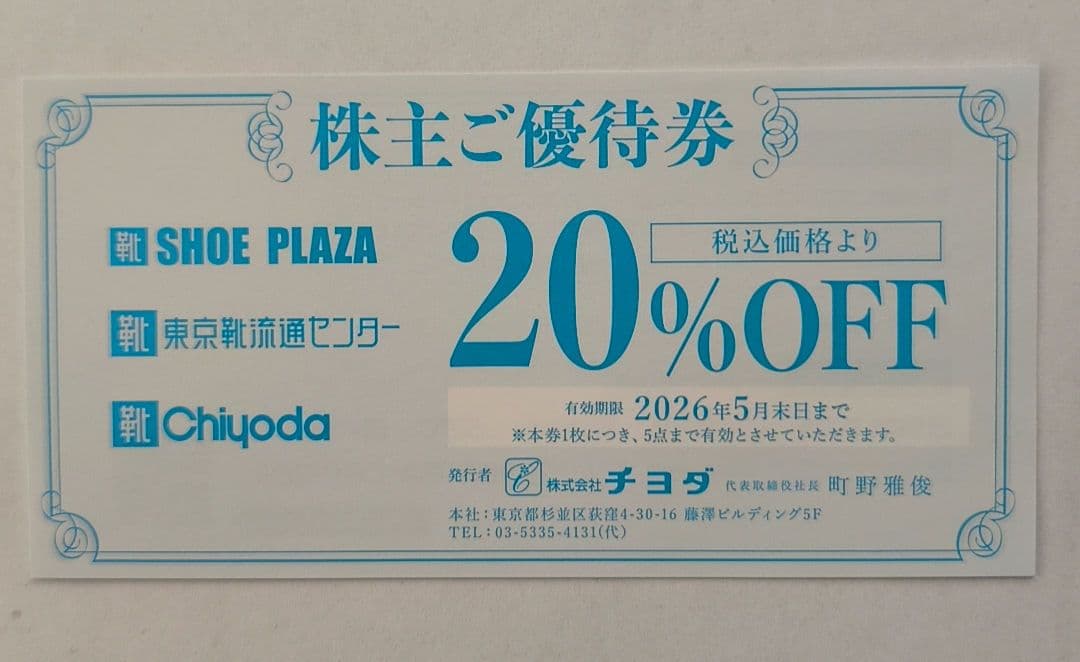 株主ご優待券
靴 SHOE PLAZA
靴 東京靴流通センター
靴 Chiyoda
税込価格より
20%OFF
有効期限 2026年5月末日まで
※本券1枚につき、5点まで有効とさせていただきます。
発行者 株式会社チヨダ 代表取締役社長 町野雅俊
本社:東京都杉並区荻窪4-30-16 藤澤ビルディング5F
TEL:03-5335-4131(代)